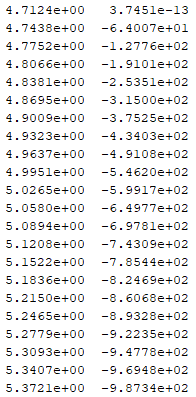 4.7124e+00 3.7451e-13
4.7438e+00 -6.4007e+01
4.7752e+00 -1.2776e+02
4.8066e+00 -1.9101e+02
4.8381e+00 -2.5351e+02
4.8695e+00 -3.1500e+02
4.9009e+00 -3.7525e+02
4.9323e+00 -4.3403e+02
4.9637e+00 -4.9108e+02
4.9951e+00 -5.4620e+02
5.0265e+00 -5.9917e+02
5.0580e+00 -6.4977e+02
5.0894e+00 -6.9781e+02
5.1208e+00 -7.4309e+02
5.1522e+00 -7.8544e+02
5.1836e+00 -8.2469e+02
5.2150e+00 -8.6068e+02
5.2465e+00 -8.9328e+02
5.2779e+00 -9.2235e+02
5.3093e+00 -9.4778e+02
5.3407e+00 -9.6948e+02
5.3721e+00 -9.8734e+02